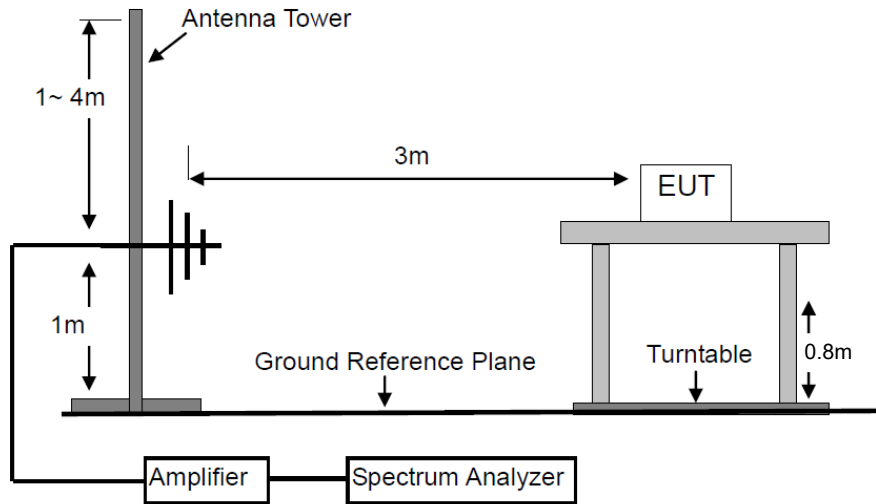 Antenna Tower
1~ 4m
3m
EUT
1m
Ground Reference Plane
Turntable
0.8m
Amplifier
Spectrum Analyzer